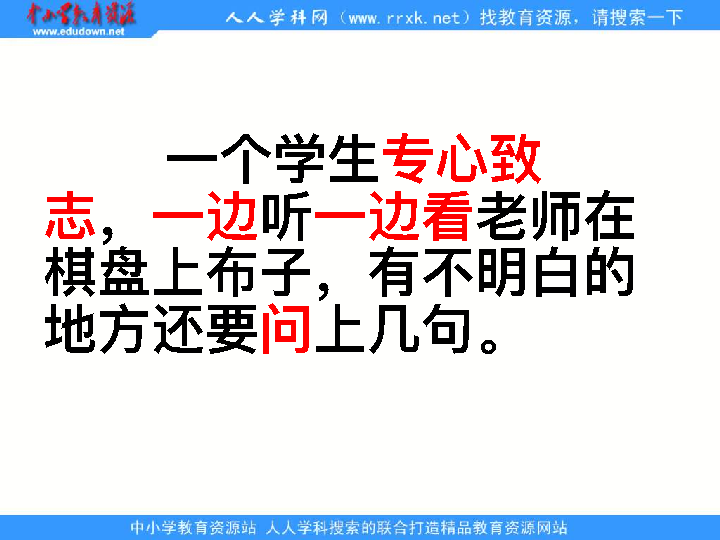 中小学教育资源
www.edudown.net
人人学科网（www.rrxk.net）找教育资源，请搜索一下
一个学生专心致
志，一边听一边看老师在
棋盘上布子，有不明白的
地方还要问上几句。
中小学教育资源站 人人学科搜索的联合打造精品教育资源网站